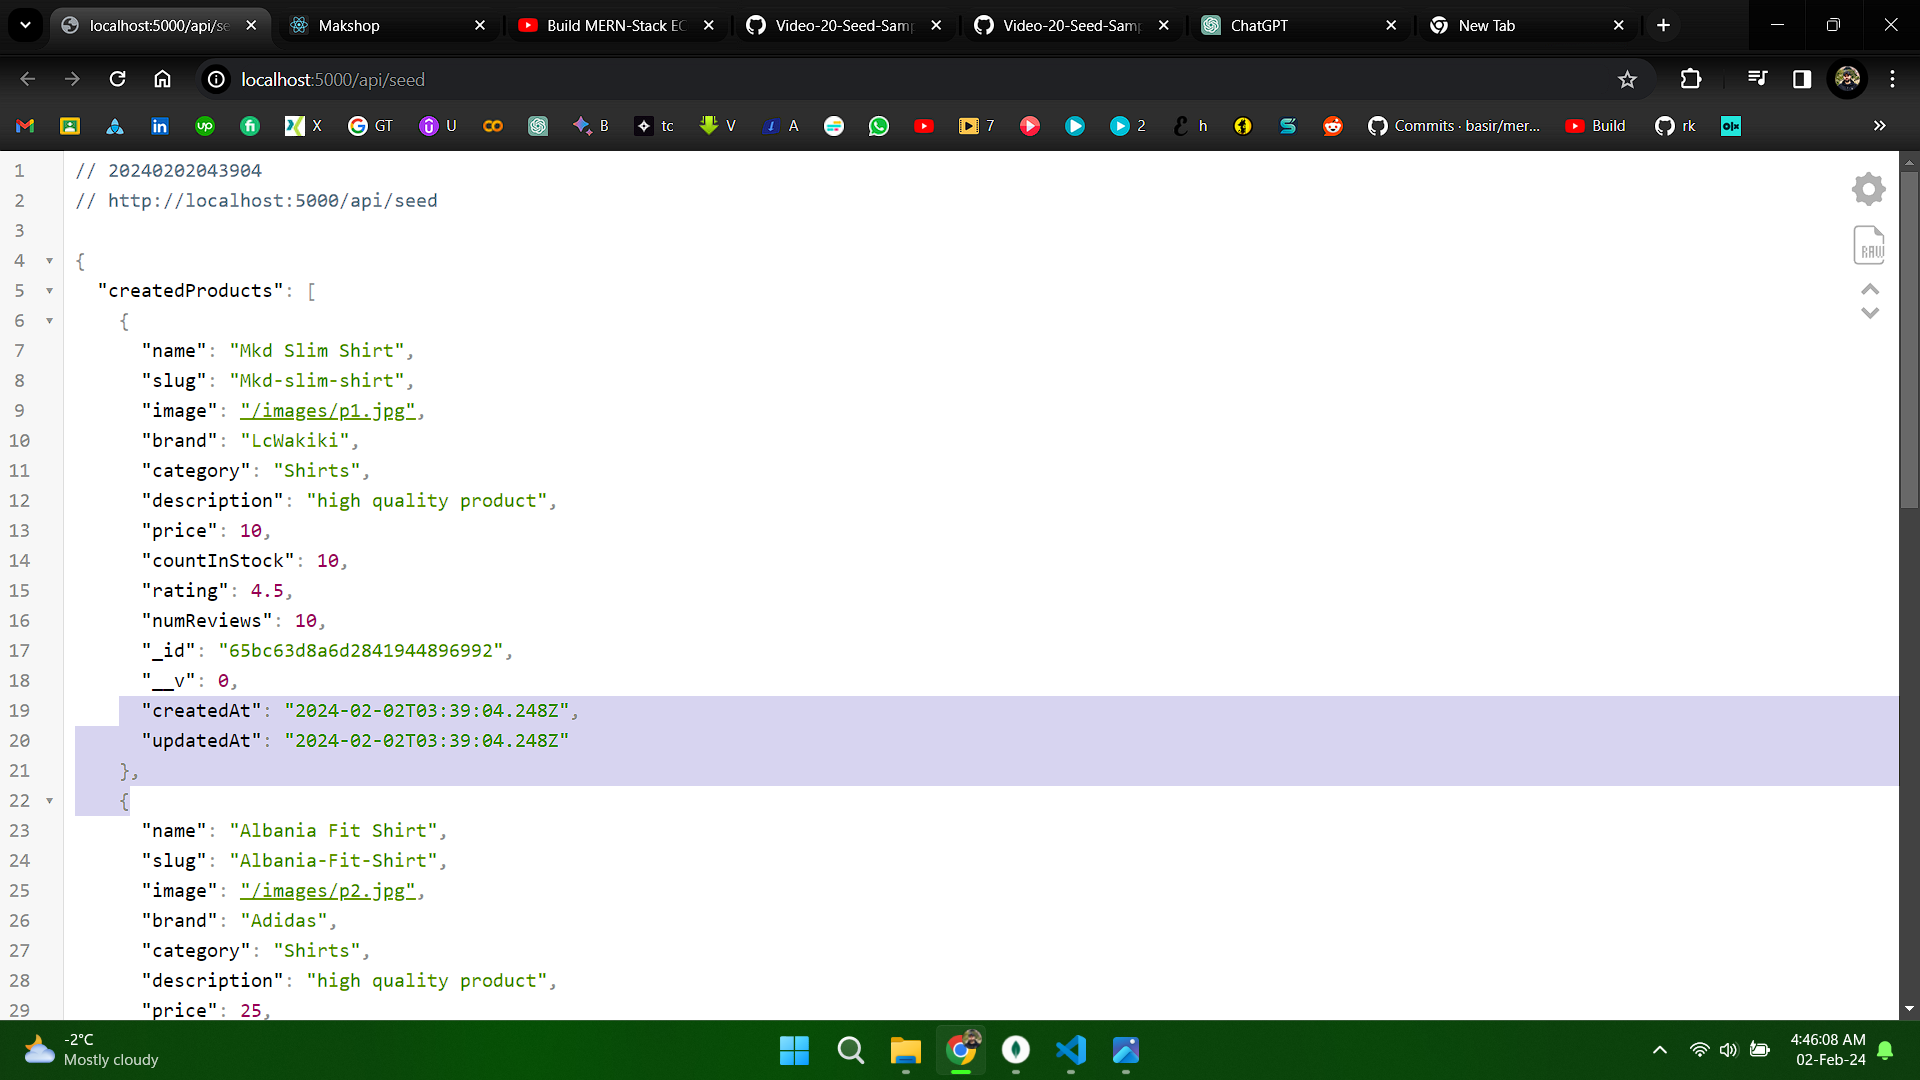 localhost:5000/api/se
Makshop
Build MERN-Stack EC
Video-20-Seed-Samp
Video-20-Seed-Samp
ChatGPT
New Tab
localhost:5000/api/seed
X
GT
U
B
tc
V
A
7
2
h
Commits · basir/mer...
Build
rk
olx
1 // 20240202043904
2 // http://localhost:5000/api/seed
3
4 {
5 "createdProducts": [
6 {
7 "name": "Mkd Slim Shirt",
8 "slug": "Mkd-slim-shirt",
9 "image": "/images/p1.jpg",
10 "brand": "LcWakiki",
11 "category": "Shirts",
12 "description": "high quality product",
13 "price": 10,
14 "countInStock": 10,
15 "rating": 4.5,
16 "numReviews": 10,
17 "_id": "65bc63d8a6d2841944896992",
18 "__v": 0,
19 "createdAt": "2024-02-02T03:39:04.248Z",
20 "updatedAt": "2024-02-02T03:39:04.248Z"
21 },
22 {
23 "name": "Albania Fit Shirt",
24 "slug": "Albania-Fit-Shirt",
25 "image": "/images/p2.jpg",
26 "brand": "Adidas",
27 "category": "Shirts",
28 "description": "high quality product",
29 "price": 25,
RAW
-2°C
Mostly cloudy
4:46:08 AM
02-Feb-24